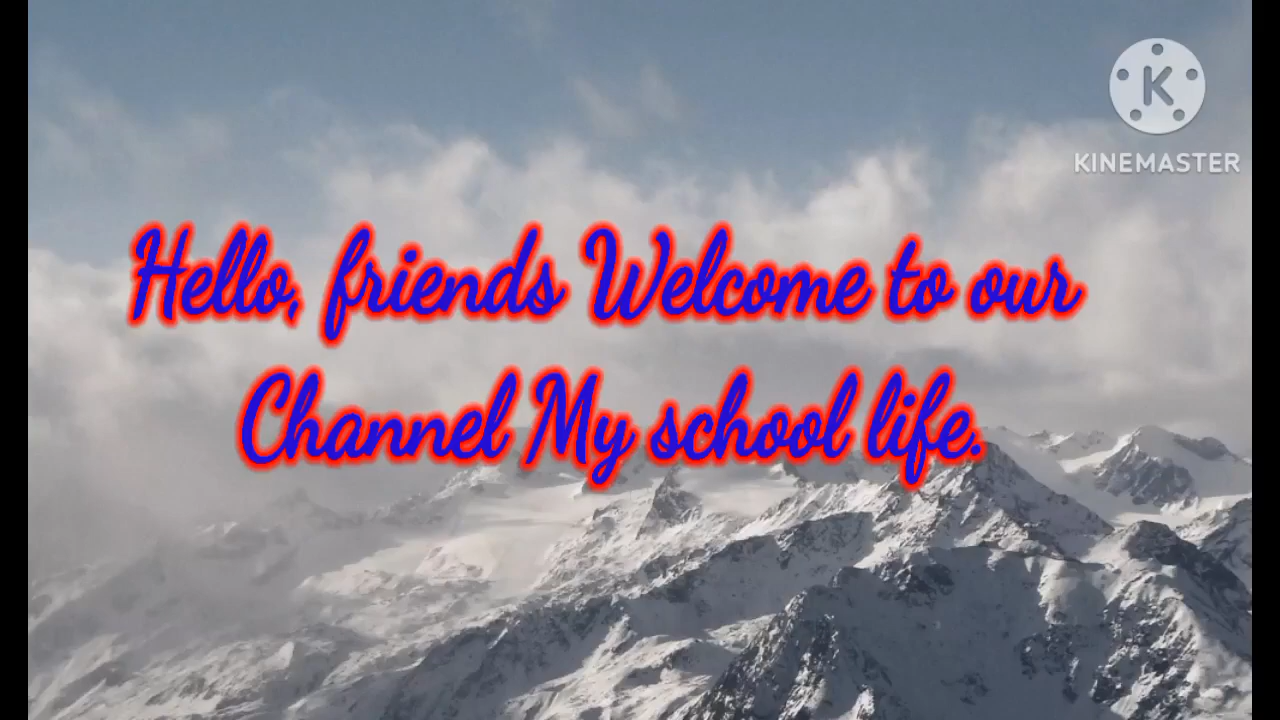 K
KINEMASTER
Hello, friends Welcome to our
Channel My school life.